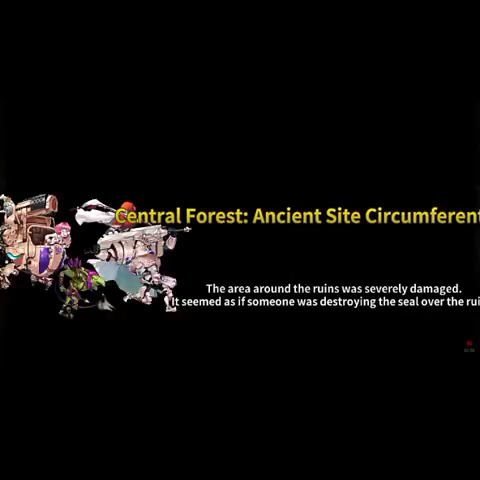 Central Forest: Ancient Site Circumferent
The area around the ruins was severely damaged.
It seemed as if someone was destroying the seal over the rui